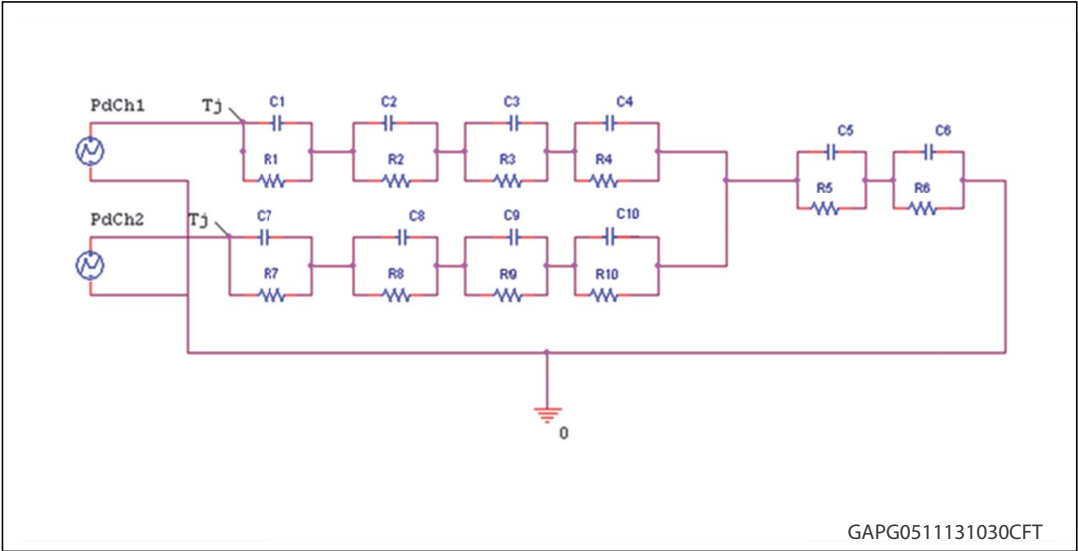 PdCh1 Tj C1 C2 C3 C4
C5 C6
R1 R2 R3 R4
R5 R6
PdCh2 Tj C7 C8 C9 C10
R7 R8 R9 R10
0
GAPG0511131030CFT